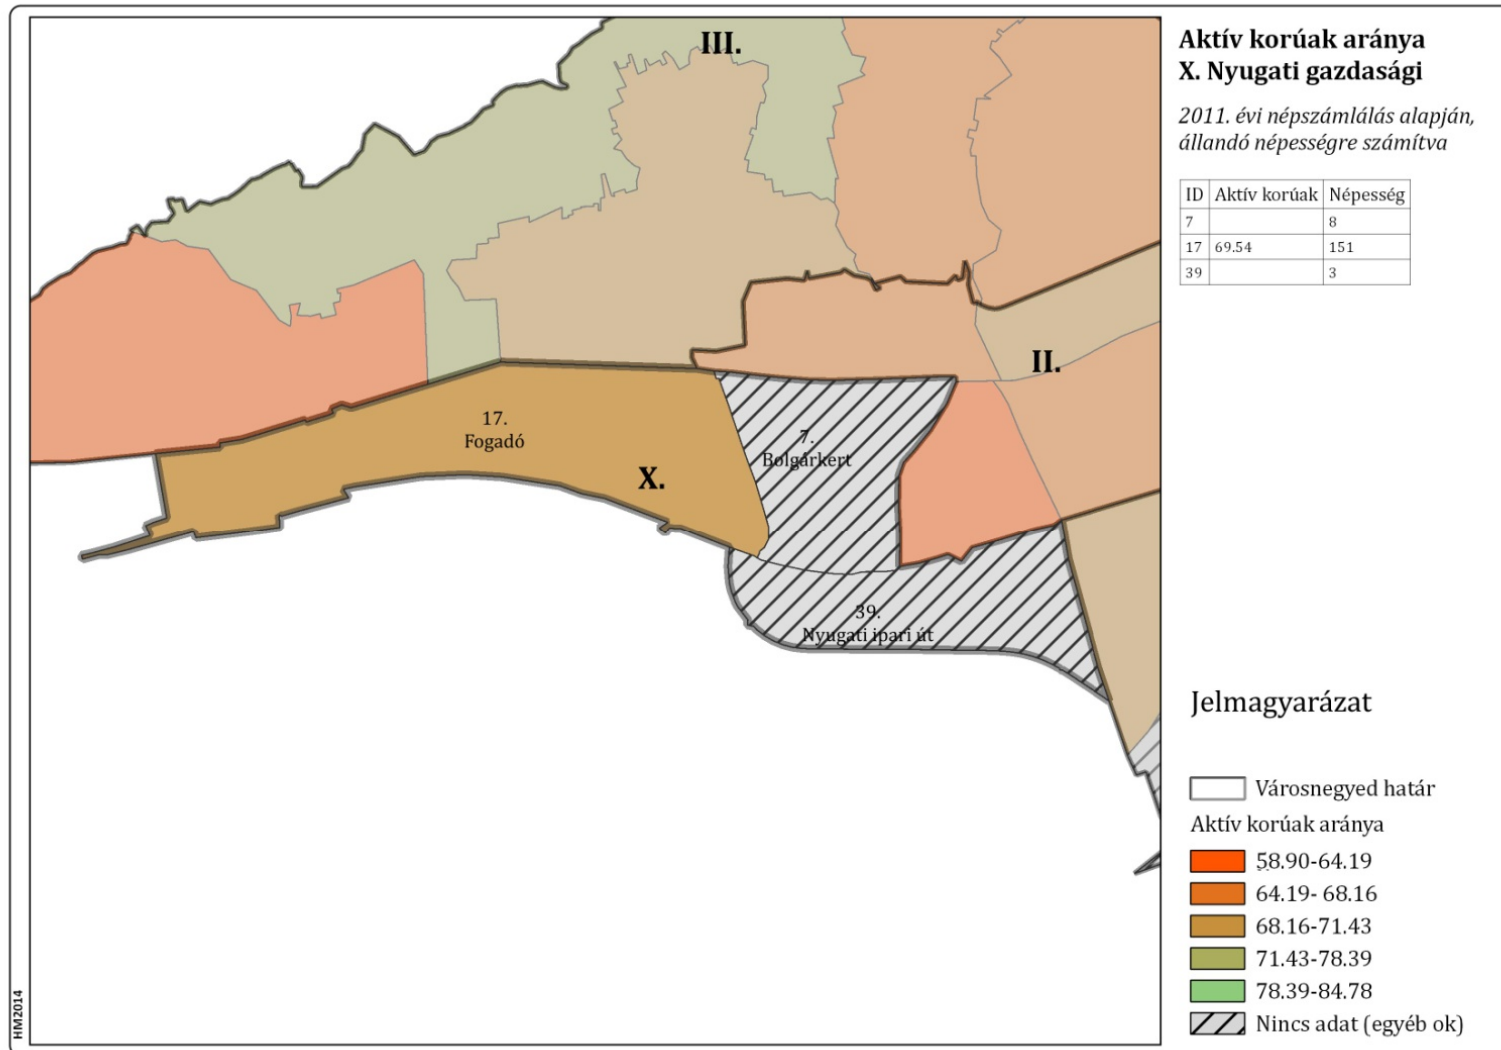 Aktív korúak aránya
X. Nyugati gazdasági
2011. évi népszámlálás alapján,
állandó népességre számítva
ID Aktív korúak Népesség
7 8
17 69.54 151
39 3
III.
II.
17.
Fogadó
X.
7.
Bolgárkert
39.
Nyugati ipari út
Jelmagyarázat
Városnegyed határ
Aktív korúak aránya
58.90-64.19
64.19- 68.16
68.16-71.43
71.43-78.39
78.39-84.78
Nincs adat (egyéb ok)
HM2014